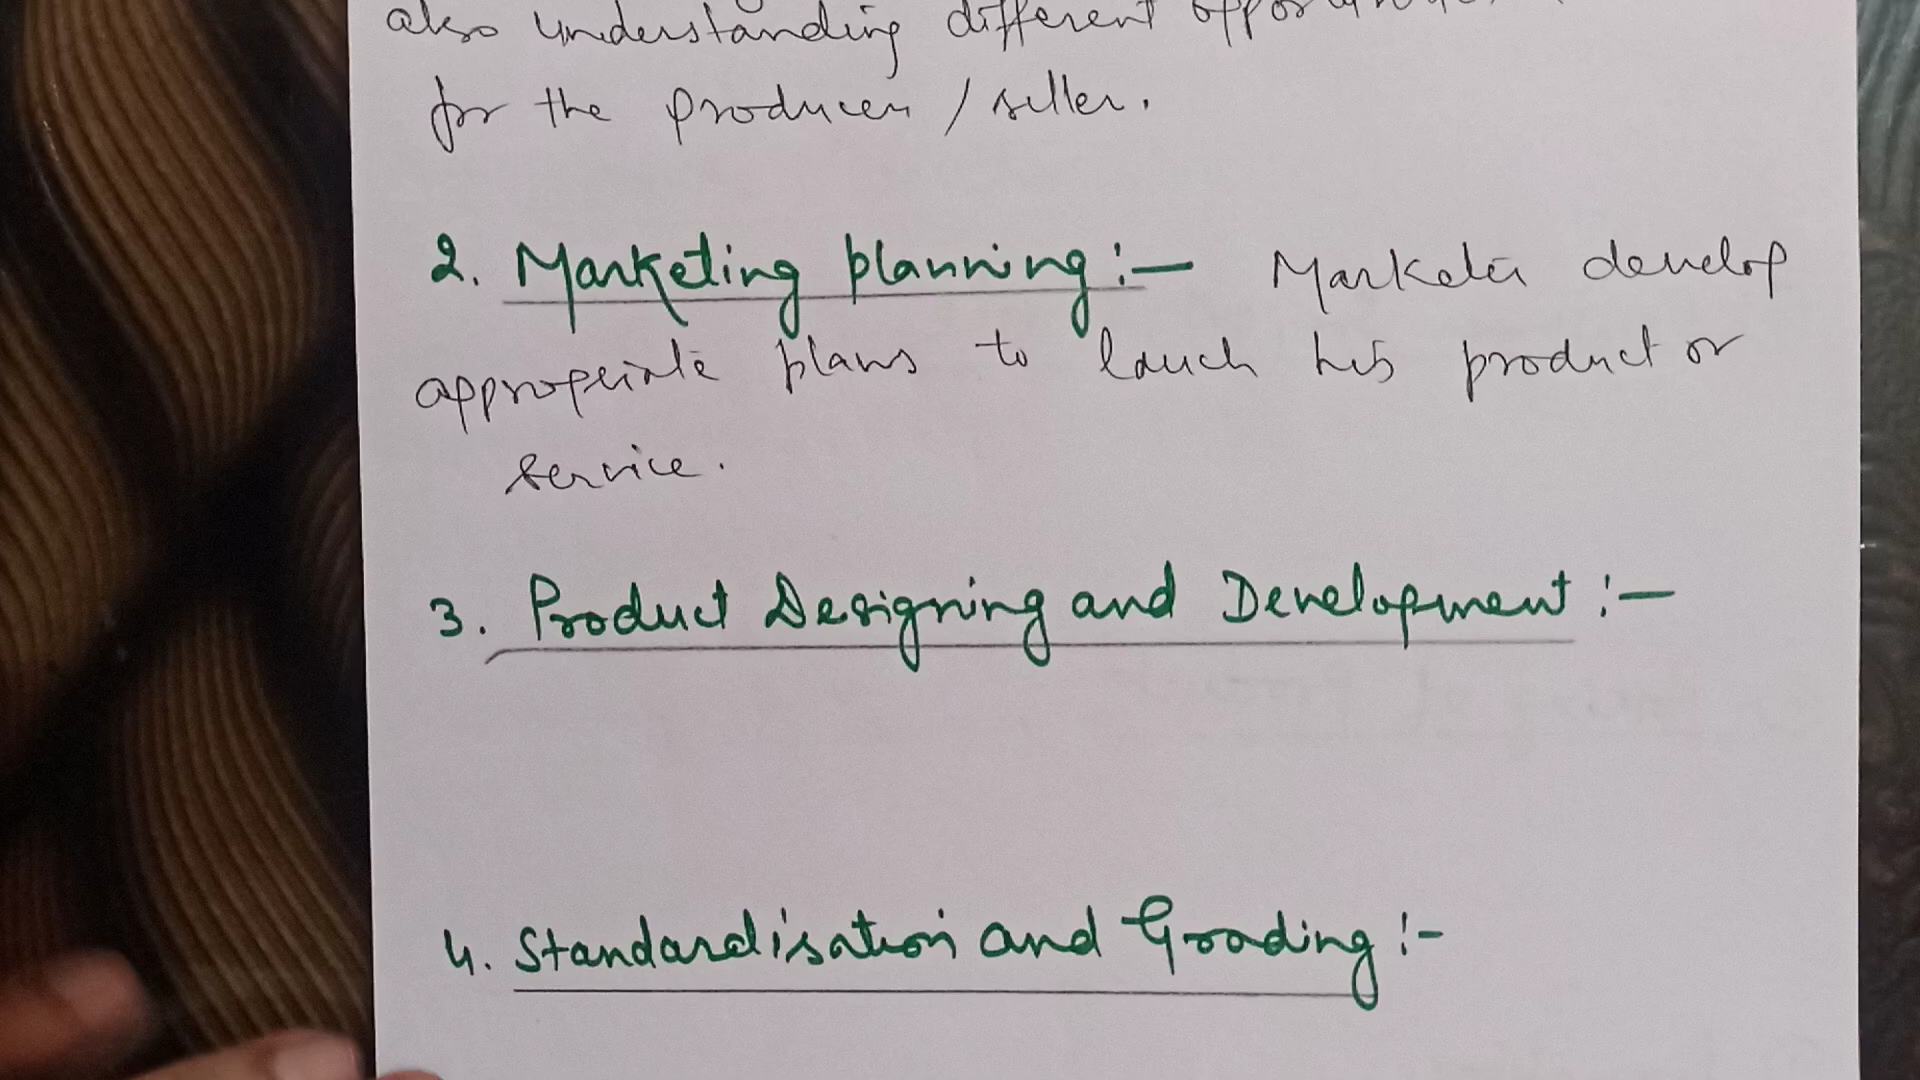 also understanding different
for the producer / seller.
2. Marketing planning :- Marketer develop
appropriate plans to lauch his product or
service.
3. Product Designing and Development :-
4. Standardisation and Grading :-